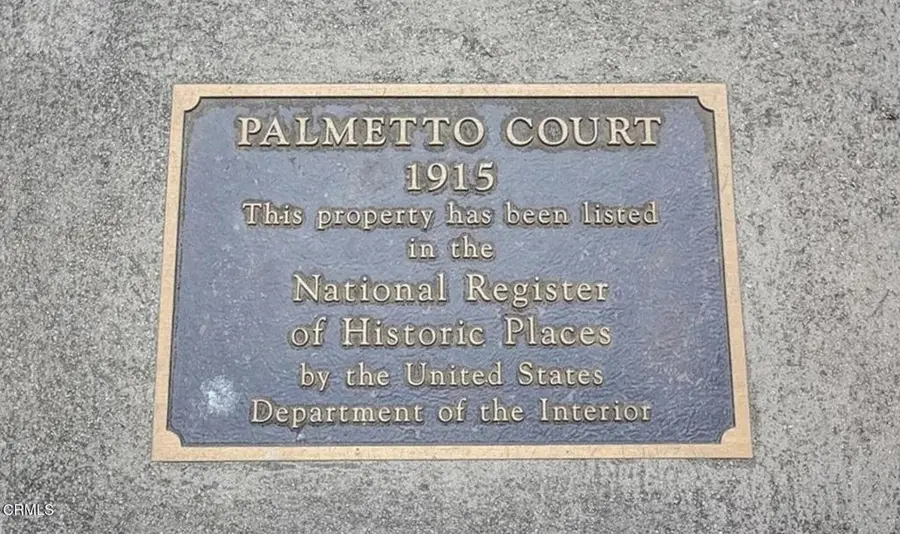 PALMETTO COURT
1915
This property has been listed
in the
National Register
of Historic Places
by the United States
Department of the Interior
CRMLS